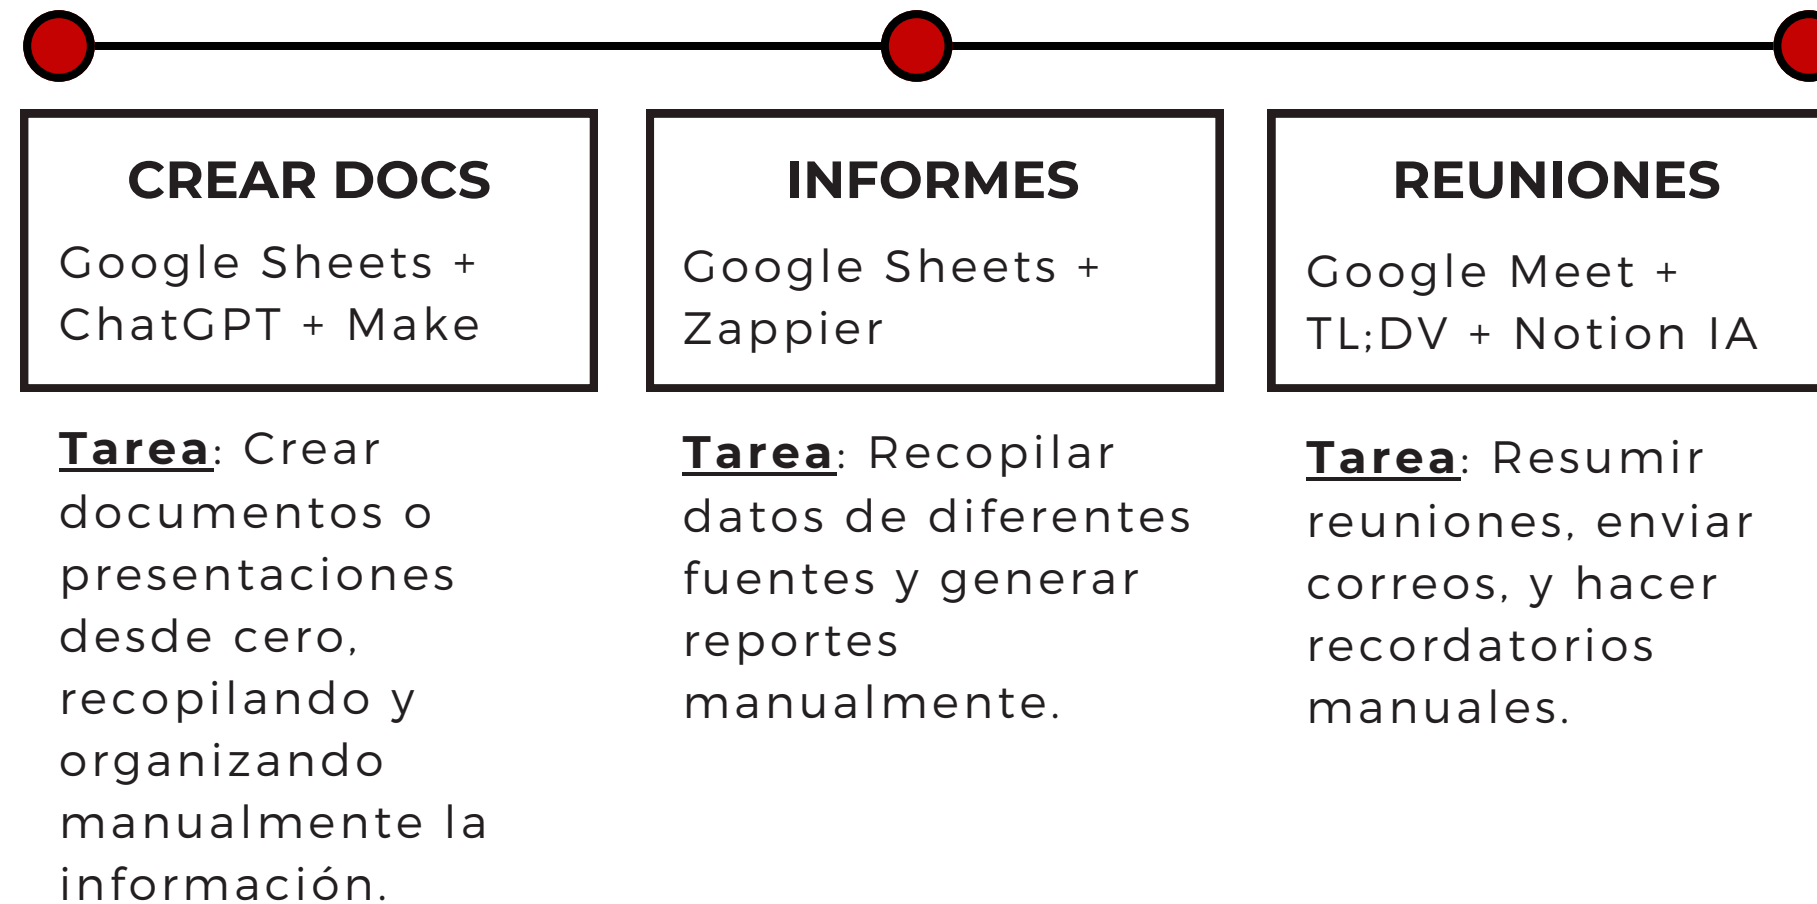 CREAR DOCS
Google Sheets +
ChatGPT + Make
Tarea: Crear
documentos o
presentaciones
desde cero,
recopilando y
organizando
manualmente la
información.
INFORMES
Google Sheets +
Zappier
Tarea: Recopilar
datos de diferentes
fuentes y generar
reportes
manualmente.
REUNIONES
Google Meet +
TL;DV + Notion IA
Tarea: Resumir
reuniones, enviar
correos, y hacer
recordatorios
manuales.